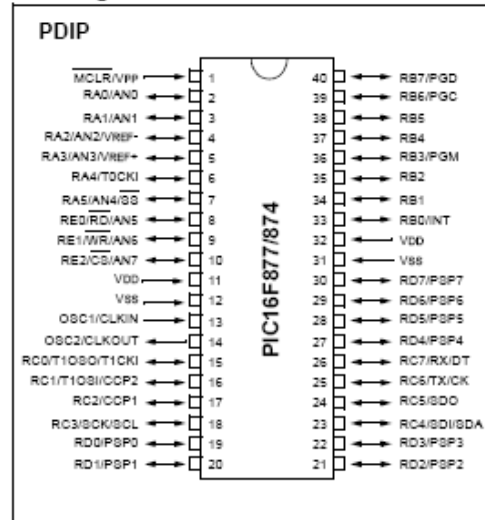 PDIP
MCLR/VPP 1 40 RB7/PGD
RA0/AN0 2 39 RB6/PGC
RA1/AN1 3 38 RB5
RA2/AN2/VREF- 4 37 RB4
RA3/AN3/VREF+ 5 36 RB3/PGM
RA4/T0CKI 6 35 RB2
RA5/AN4/SS 7 34 RB1
RE0/RD/AN5 8 33 RB0/INT
RE1/WR/AN6 9 32 VDD
RE2/CS/AN7 10 31 VSS
VDD 11 30 RD7/PSP7
VSS 12 29 RD6/PSP6
OSC1/CLKIN 13 28 RD5/PSP5
OSC2/CLKOUT 14 27 RD4/PSP4
RC0/T1OSO/T1CKI 15 26 RC7/RX/DT
RC1/T1OSI/CCP2 16 25 RC6/TX/CK
RC2/CCP1 17 24 RC5/SDO
RC3/SCK/SCL 18 23 RC4/SDI/SDA
RD0/PSP0 19 22 RD3/PSP3
RD1/PSP1 20 21 RD2/PSP2
PIC16F877/874